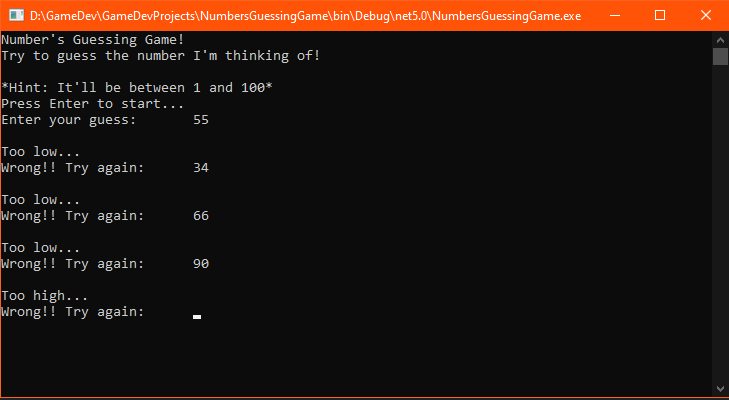 D:\GameDev\GameDevProjects\NumbersGuessingGame\bin\Debug\net5.0\NumbersGuessingGame.exe
Number's Guessing Game!
Try to guess the number I'm thinking of!
*Hint: It'll be between 1 and 100*
Press Enter to start...
Enter your guess: 55
Too low...
Wrong!! Try again: 34
Too low...
Wrong!! Try again: 66
Too low...
Wrong!! Try again: 90
Too high...
Wrong!! Try again: